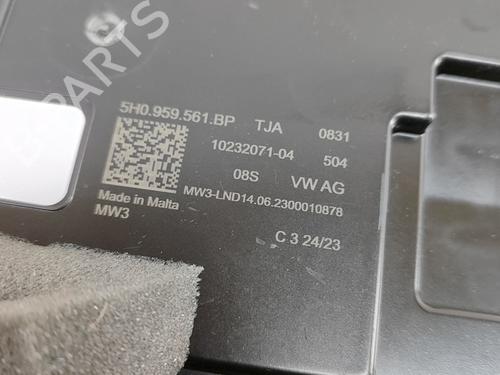 5H0.959.561.BP TJA 0831
10232071-04 504
08S VW AG
MW3-LND14.06.2300010878
Made in Malta
MW3
C 3 24/23
PARTS